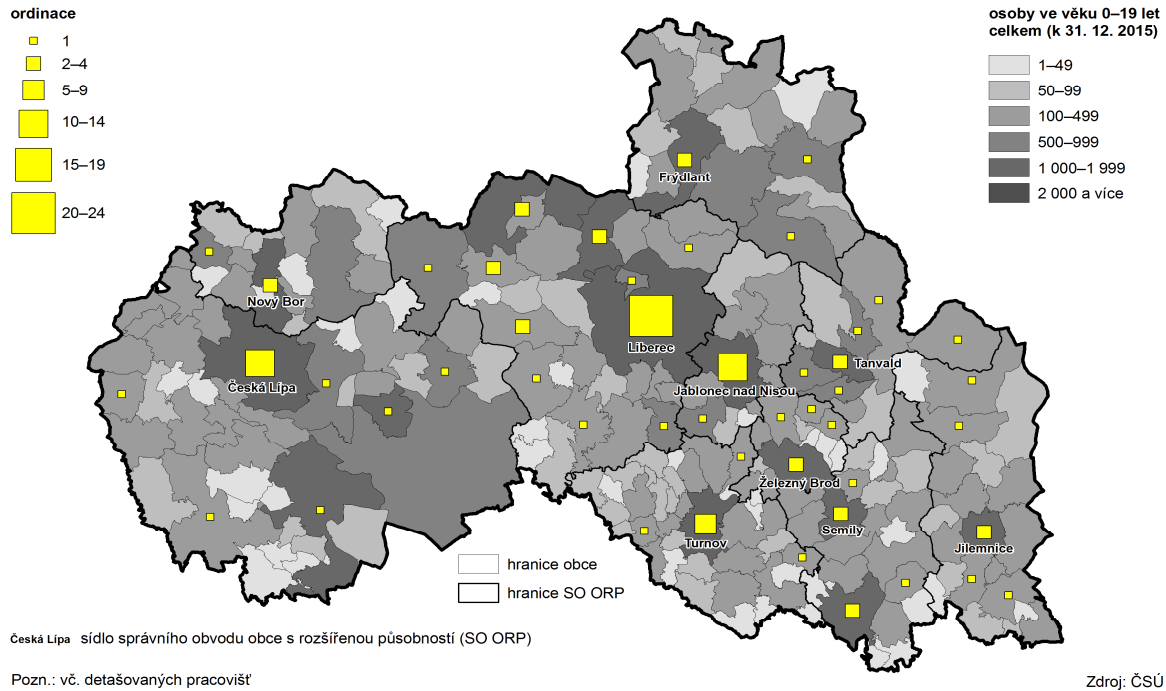 ordinace
1
2–4
5–9
10–14
15–19
20–24
osoby ve věku 0–19 let
celkem (k 31. 12. 2015)
1–49
50–99
100–499
500–999
1 000–1 999
2 000 a více
Frýdlant
Nový Bor
Liberec
Tanvald
Česká Lípa
Jablonec nad Nisou
Železný Brod
Semily
Turnov
Jilemnice
hranice obce
hranice SO ORP
Česká Lípa sídlo správního obvodu obce s rozšířenou působností (SO ORP)
Pozn.: vč. detašovaných pracovišť
Zdroj: ČSÚ